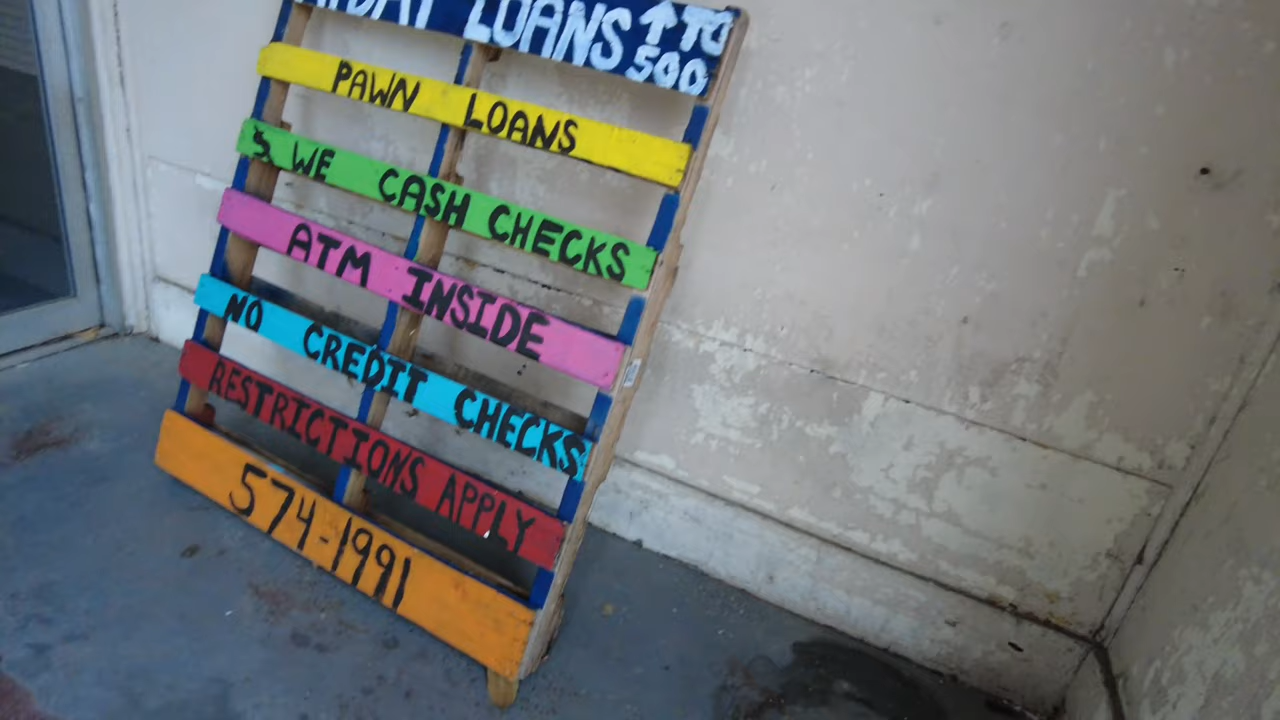 LOANS ↑ TO
500
PAWN LOANS
$ WE CASH CHECKS
ATM INSIDE
NO CREDIT CHECKS
RESTRICTIONS APPLY
574-1991